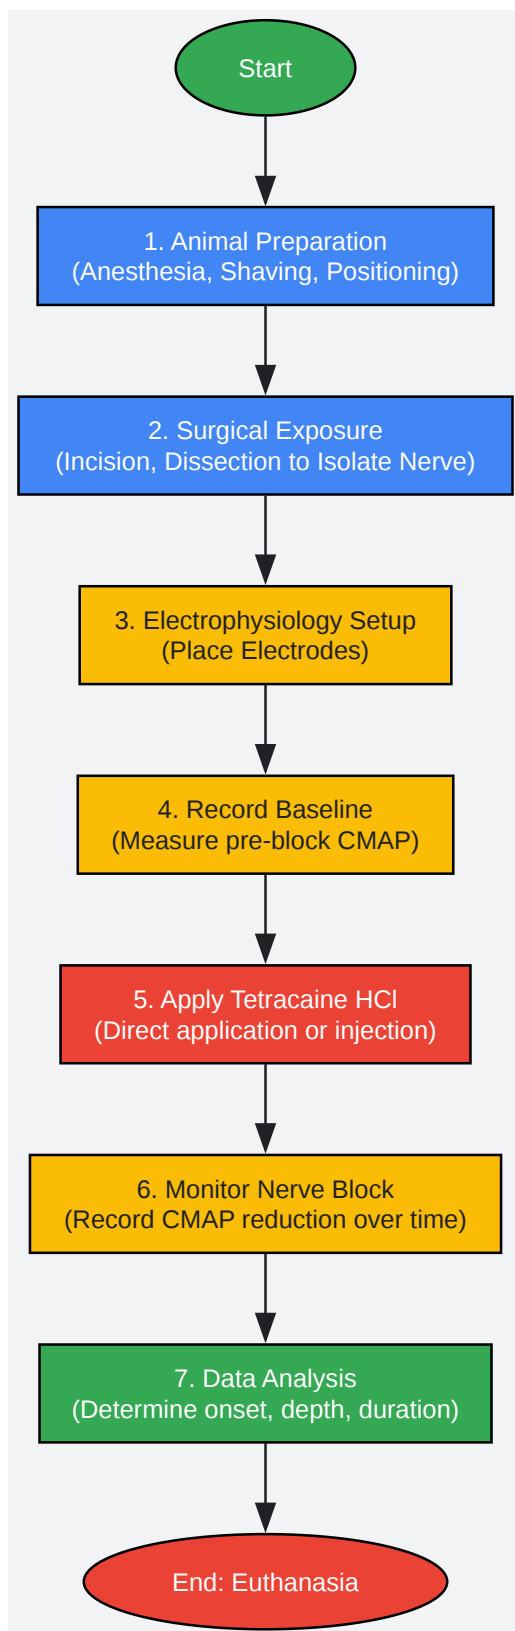 Start
1. Animal Preparation
(Anesthesia, Shaving, Positioning)
2. Surgical Exposure
(Incision, Dissection to Isolate Nerve)
3. Electrophysiology Setup
(Place Electrodes)
4. Record Baseline
(Measure pre-block CMAP)
5. Apply Tetracaine HCl
(Direct application or injection)
6. Monitor Nerve Block
(Record CMAP reduction over time)
7. Data Analysis
(Determine onset, depth, duration)
End: Euthanasia